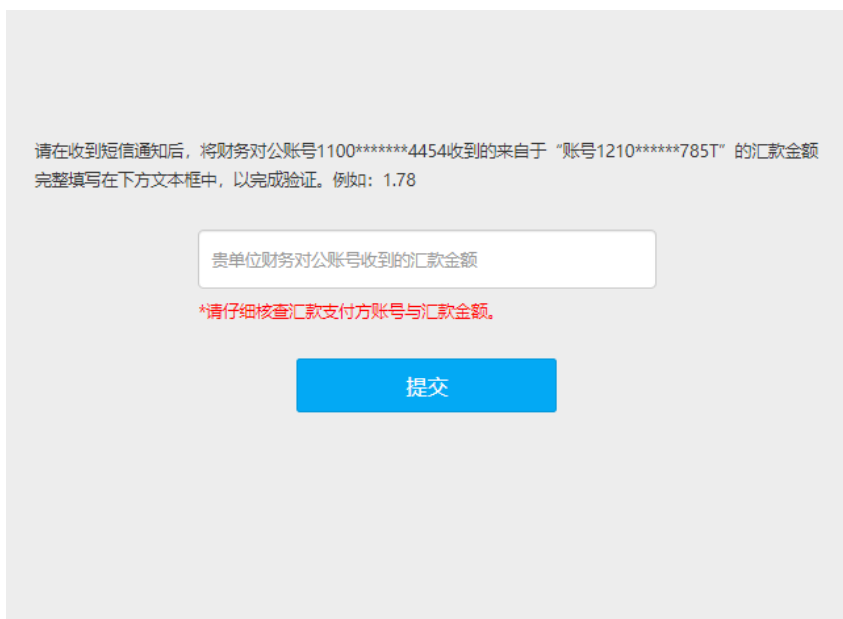 请在收到短信通知后，将财务对公账号1100*******4454收到的来自于“账号1210******785T”的汇款金额
完整填写在下方文本框中，以完成验证。例如：1.78
贵单位财务对公账号收到的汇款金额
*请仔细核查汇款支付方账号与汇款金额。
提交